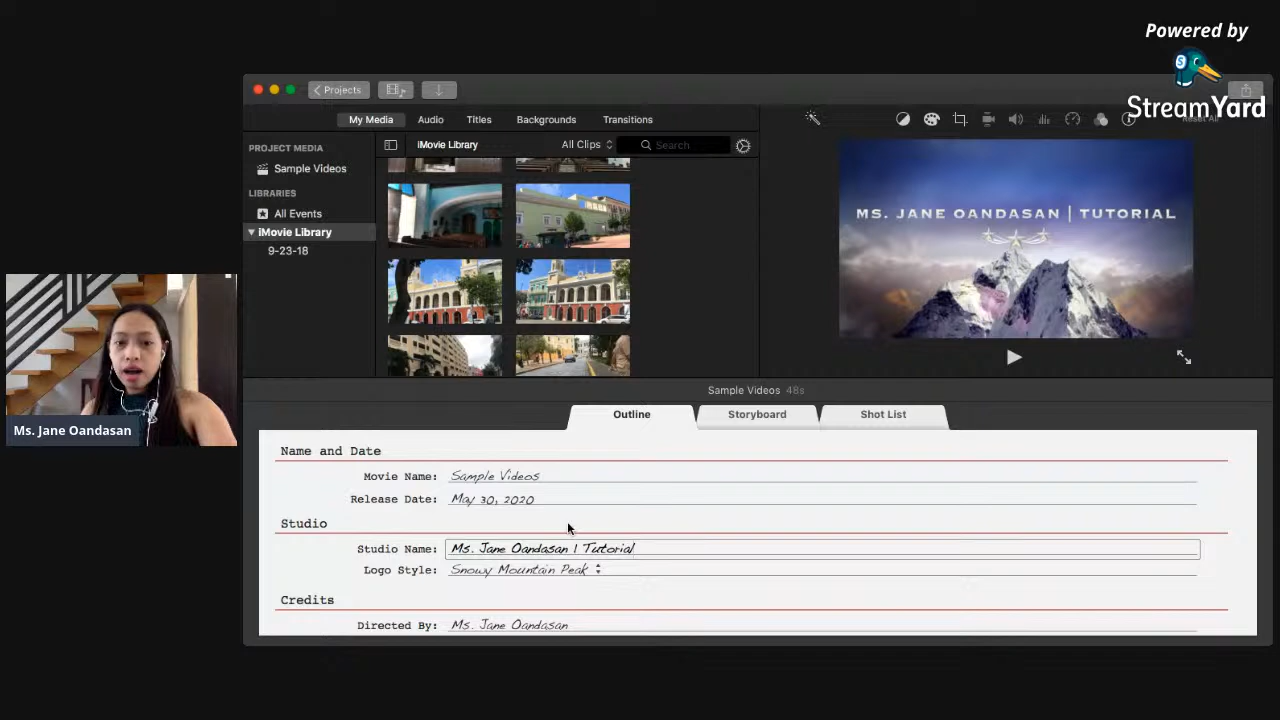 Powered by
StreamYard
Projects
My Media
Audio
Titles
Backgrounds
Transitions
PROJECT MEDIA
Sample Videos
LIBRARIES
All Events
iMovie Library
9-23-18
iMovie Library
All Clips
Search
Reset All
MS. JANE OANDASAN | TUTORIAL
Ms. Jane Oandasan
Sample Videos 48s
Outline
Storyboard
Shot List
Name and Date
Movie Name: Sample Videos
Release Date: May 30, 2020
Studio
Studio Name: Ms. Jane Oandasan | Tutorial
Logo Style: Snowy Mountain Peak
Credits
Directed By: Ms. Jane Oandasan